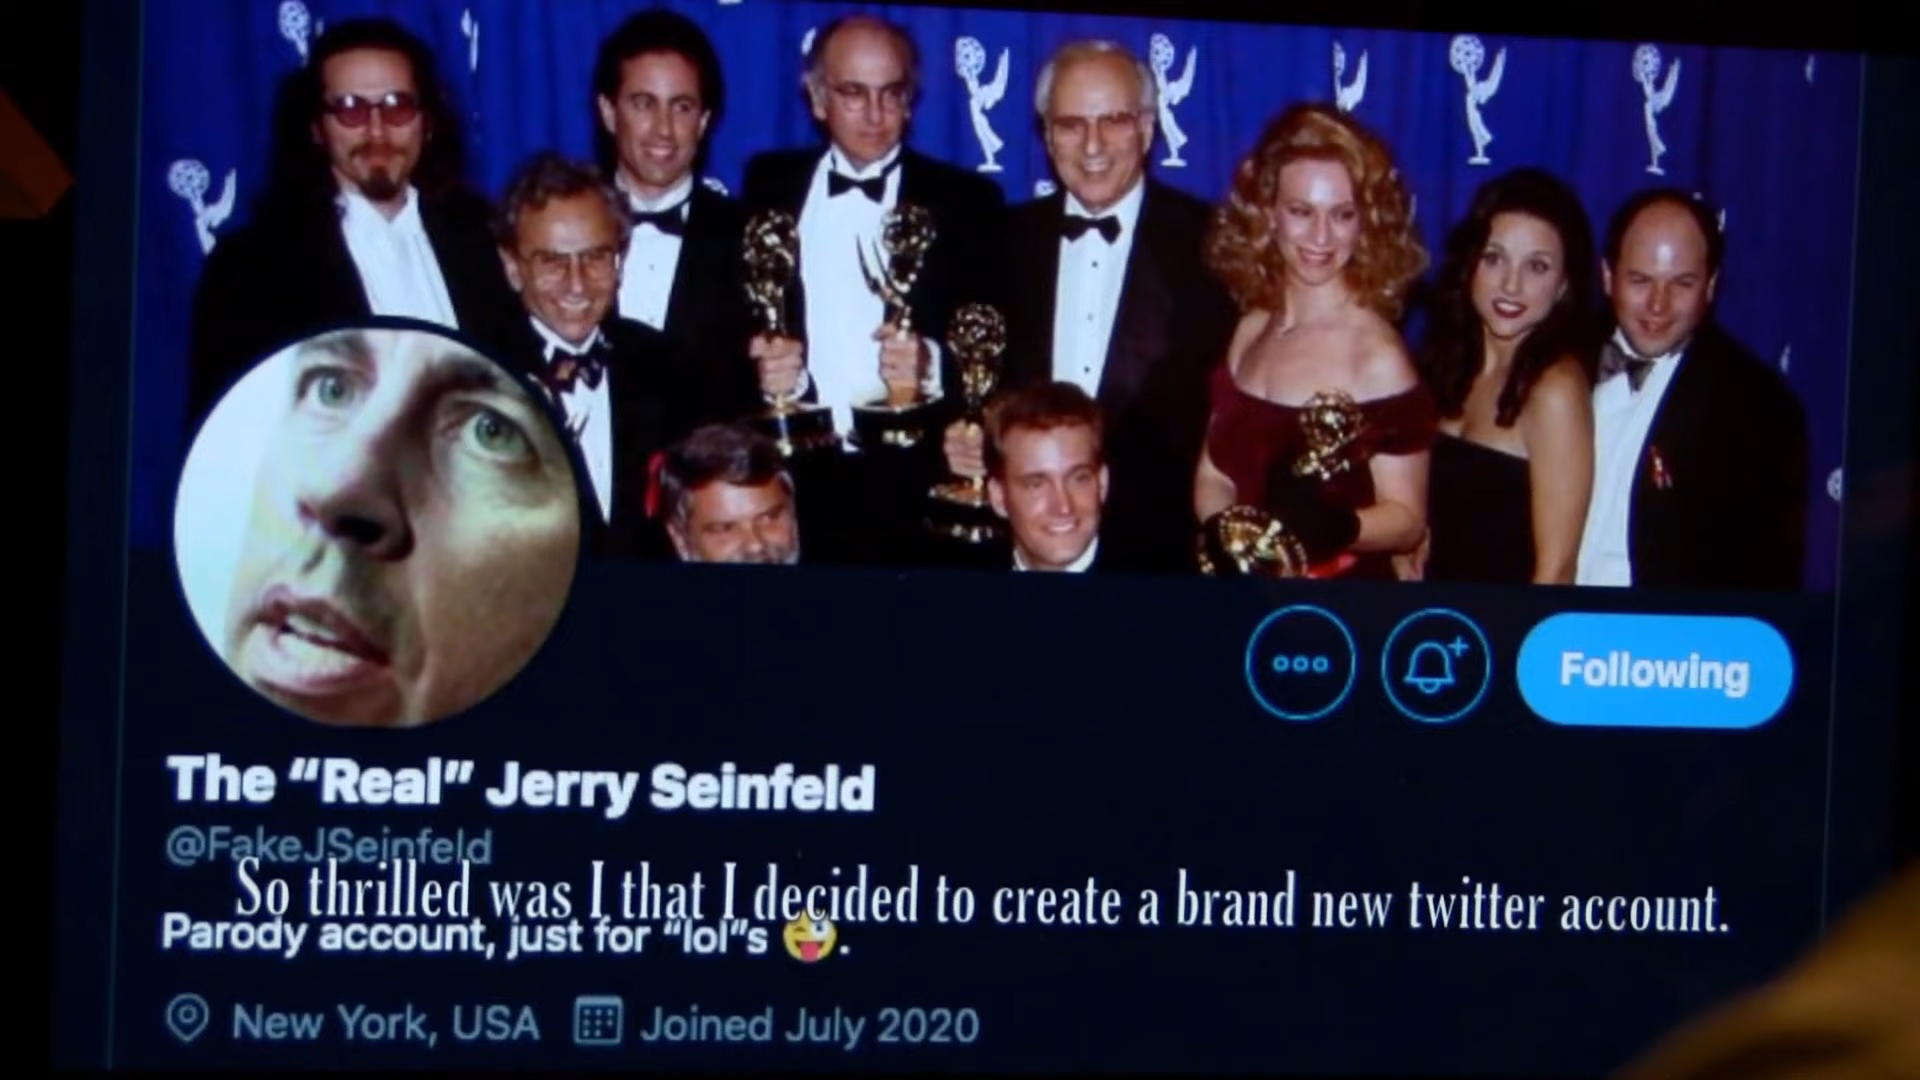 Following
The “Real” Jerry Seinfeld
@FakeJSeinfeld
So thrilled was I that I decided to create a brand new twitter account.
Parody account, just for “lol”s 😜.
New York, USA Joined July 2020